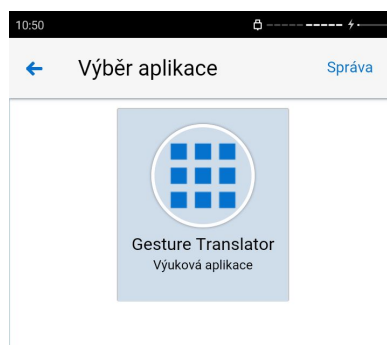 10:50
Výběr aplikace
Správa
Gesture Translator
Výuková aplikace